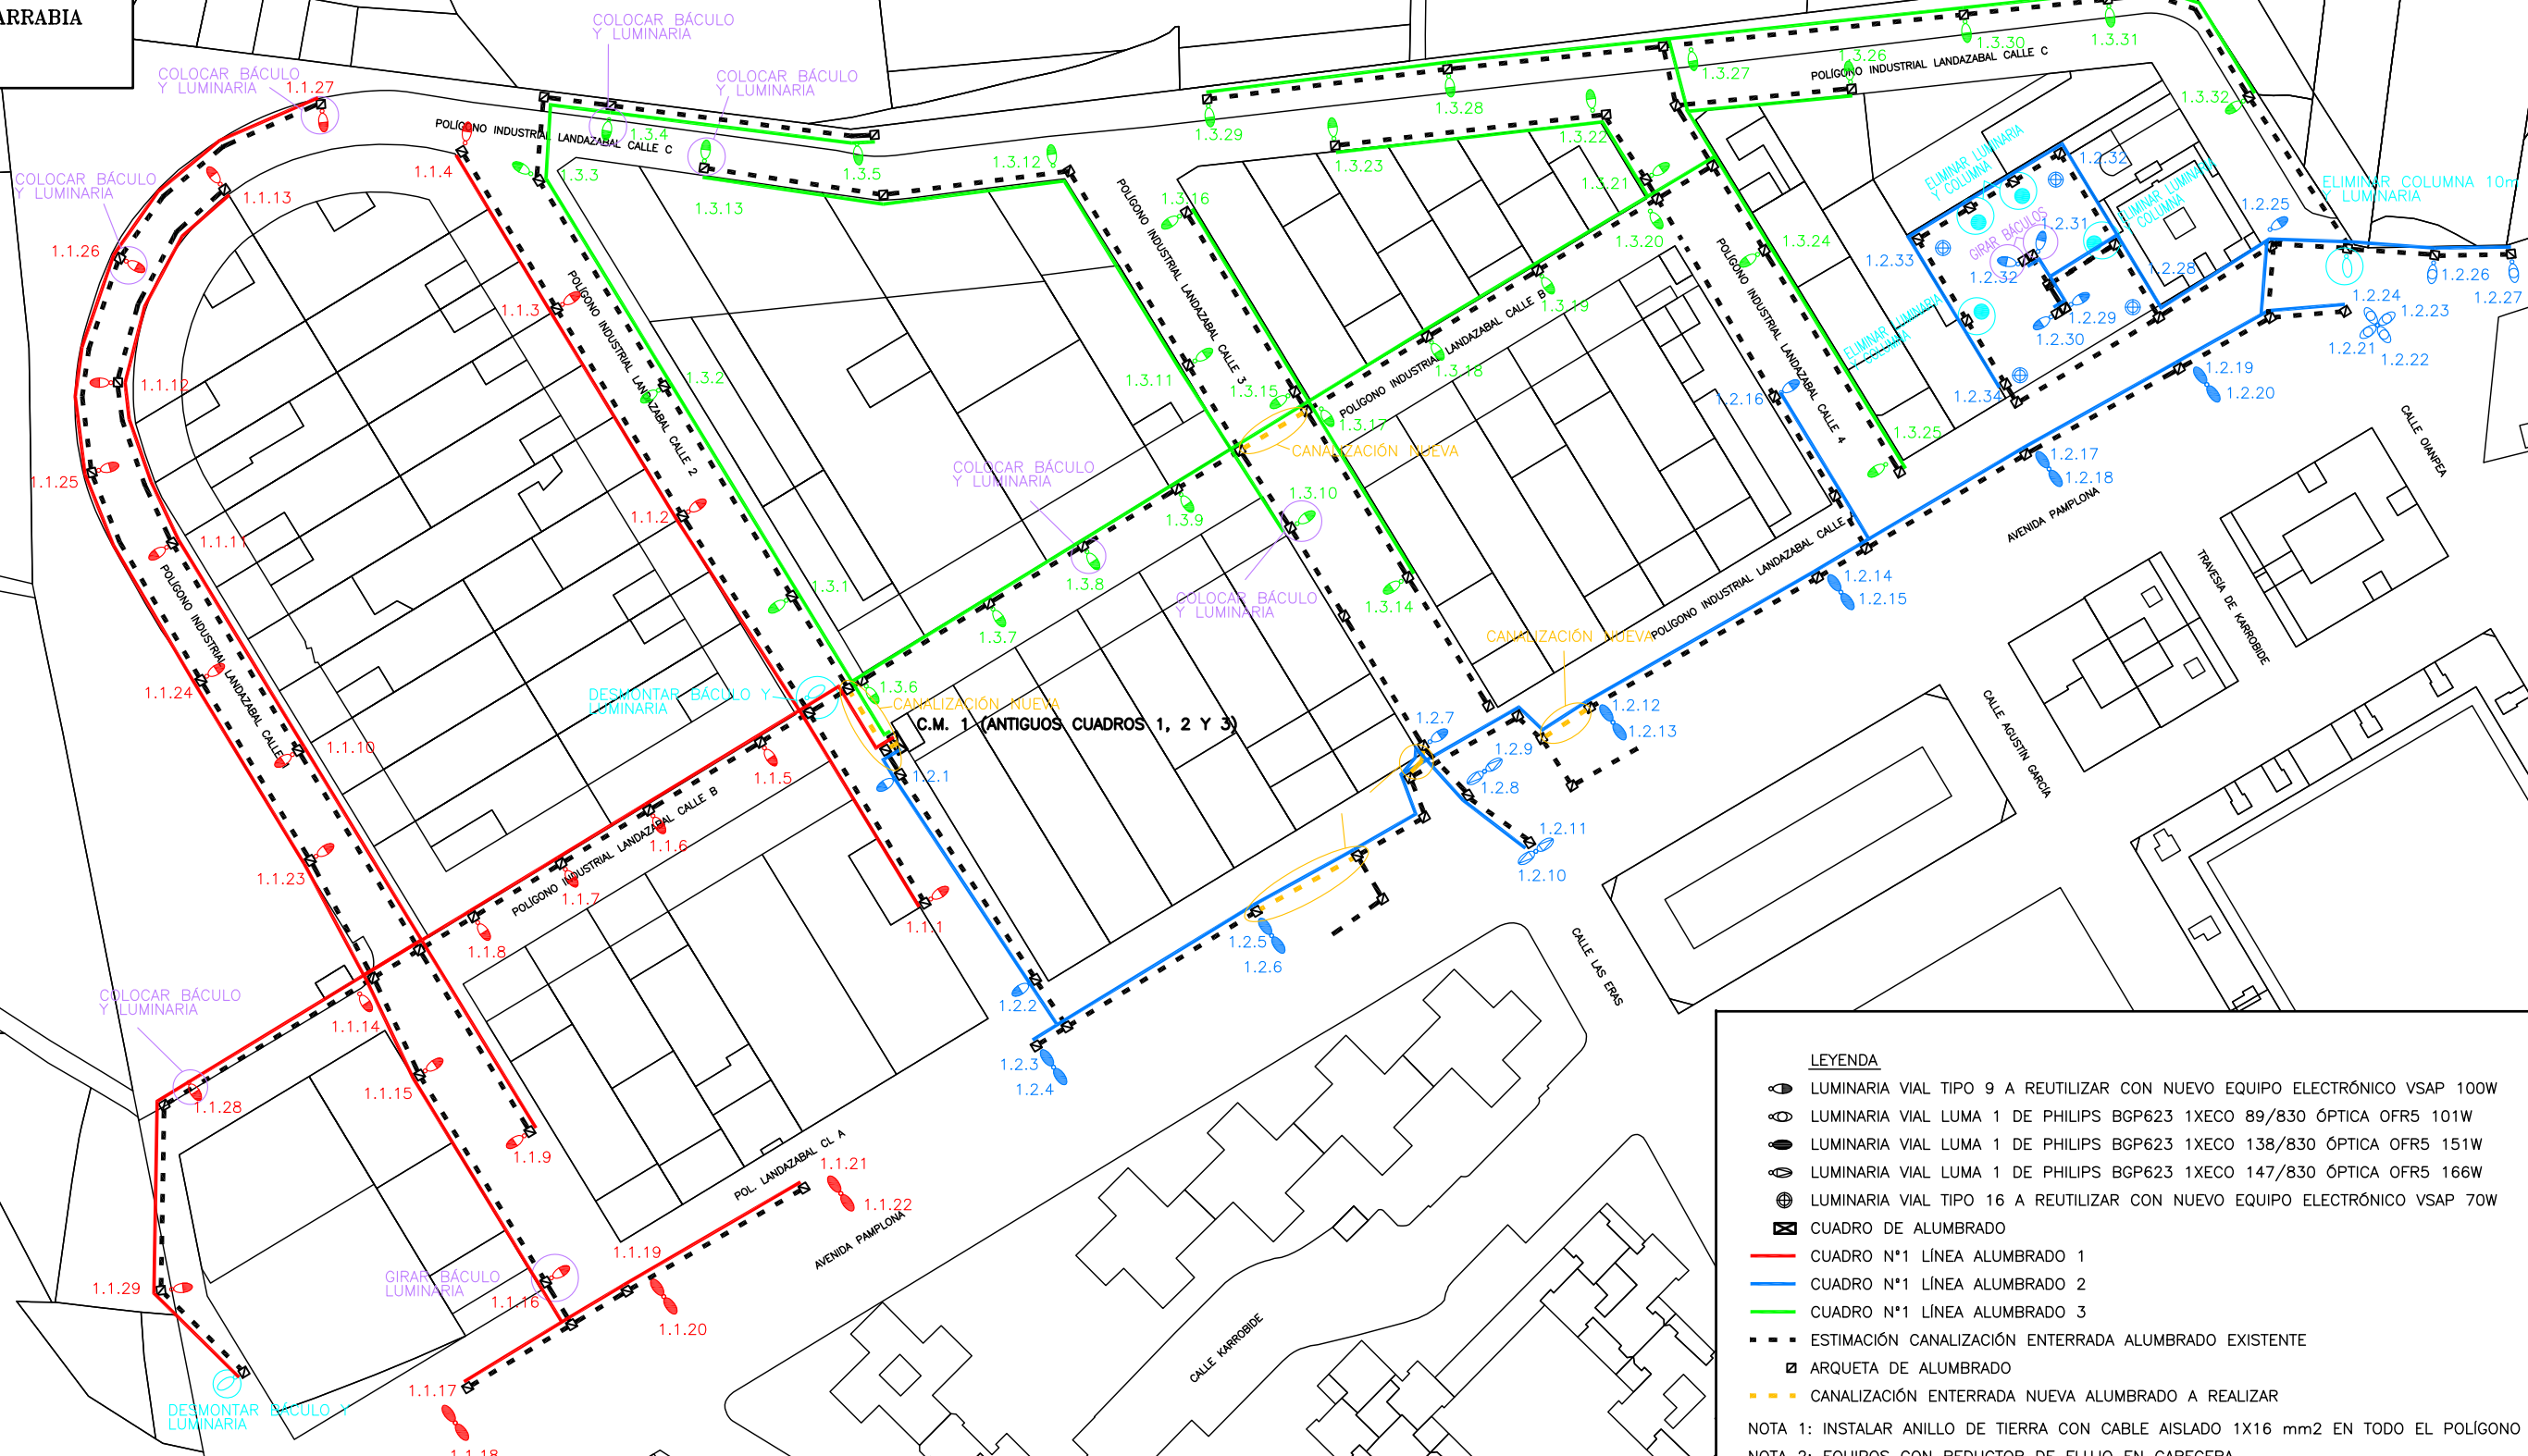 ARRABIA
COLOCAR BÁCULO
Y LUMINARIA
COLOCAR BÁCULO
Y LUMINARIA
COLOCAR BÁCULO
Y LUMINARIA
1.1.27
POLÍGONO INDUSTRIAL LANDAZABAL CALLE C
1.3.4
1.3.3
1.3.5
1.3.13
1.3.12
1.3.29
1.3.28
1.3.27
1.3.26
1.3.30
1.3.31
POLÍGONO INDUSTRIAL LANDAZABAL CALLE C
1.3.32
1.3.23
1.3.22
1.3.21
1.3.20
1.3.16
1.1.4
1.1.13
COLOCAR BÁCULO
Y LUMINARIA
1.1.26
1.1.12
1.1.25
1.1.11
1.1.3
1.1.2
POLÍGONO INDUSTRIAL LANDAZABAL CALLE 2
1.3.2
1.3.1
POLÍGONO INDUSTRIAL LANDAZABAL CALLE 3
1.3.11
1.3.15
1.3.17
1.3.18
1.3.19
POLÍGONO INDUSTRIAL LANDAZABAL CALLE B
CANALIZACIÓN NUEVA
POLÍGONO INDUSTRIAL LANDAZABAL CALLE 4
1.3.24
1.3.25
ELIMINAR LUMINARIA
Y COLUMNA
ELIMINAR LUMINARIA
Y COLUMNA
ELIMINAR LUMINARIA
Y COLUMNA
ELIMINAR COLUMNA 10m
Y LUMINARIA
GIRAR BÁCULOS
1.2.32
1.2.31
1.2.33
1.2.32
1.2.28
1.2.29
1.2.30
1.2.34
1.2.25
1.2.26
1.2.27
1.2.24
1.2.23
1.2.21
1.2.22
1.2.19
1.2.20
1.2.16
1.2.17
1.2.18
1.2.14
1.2.15
AVENIDA PAMPLONA
CALLE OIANPEA
TRAVESÍA DE KARROBIDE
CALLE AGUSTÍN GARCÍA
COLOCAR BÁCULO
Y LUMINARIA
1.3.10
1.3.9
1.3.8
1.3.7
1.3.6
COLOCAR BÁCULO
Y LUMINARIA
1.3.14
CANALIZACIÓN NUEVA
POLÍGONO INDUSTRIAL LANDAZABAL CALLE
1.2.12
1.2.13
1.2.7
1.2.9
1.2.8
1.2.11
1.2.10
DESMONTAR BÁCULO Y
LUMINARIA
CANALIZACIÓN NUEVA
C.M. 1 (ANTIGUOS CUADROS 1, 2 Y 3)
1.2.1
POLÍGONO INDUSTRIAL LANDAZABAL CALLE
1.1.24
1.1.10
1.1.23
1.1.5
1.1.6
1.1.7
1.1.8
POLÍGONO INDUSTRIAL LANDAZABAL CALLE B
1.1.1
1.2.5
1.2.6
1.2.2
1.2.3
1.2.4
CALLE LAS ERAS
COLOCAR BÁCULO
Y LUMINARIA
1.1.14
1.1.15
1.1.28
1.1.9
1.1.29
GIRAR BÁCULO
LUMINARIA
1.1.16
POL. LANDAZABAL CL A
1.1.21
1.1.22
AVENIDA PAMPLONA
1.1.19
1.1.20
DESMONTAR BÁCULO Y
LUMINARIA
1.1.17
1.1.18
CALLE KARROBIDE
LEYENDA
LUMINARIA VIAL TIPO 9 A REUTILIZAR CON NUEVO EQUIPO ELECTRÓNICO VSAP 100W
LUMINARIA VIAL LUMA 1 DE PHILIPS BGP623 1XECO 89/830 ÓPTICA OFR5 101W
LUMINARIA VIAL LUMA 1 DE PHILIPS BGP623 1XECO 138/830 ÓPTICA OFR5 151W
LUMINARIA VIAL LUMA 1 DE PHILIPS BGP623 1XECO 147/830 ÓPTICA OFR5 166W
LUMINARIA VIAL TIPO 16 A REUTILIZAR CON NUEVO EQUIPO ELECTRÓNICO VSAP 70W
CUADRO DE ALUMBRADO
CUADRO Nº1 LÍNEA ALUMBRADO 1
CUADRO Nº1 LÍNEA ALUMBRADO 2
CUADRO Nº1 LÍNEA ALUMBRADO 3
ESTIMACIÓN CANALIZACIÓN ENTERRADA ALUMBRADO EXISTENTE
ARQUETA DE ALUMBRADO
CANALIZACIÓN ENTERRADA NUEVA ALUMBRADO A REALIZAR
NOTA 1: INSTALAR ANILLO DE TIERRA CON CABLE AISLADO 1X16 mm2 EN TODO EL POLÍGONO
NOTA 2: EQUIPOS CON REDUCTOR DE FLUJO EN CABECERA